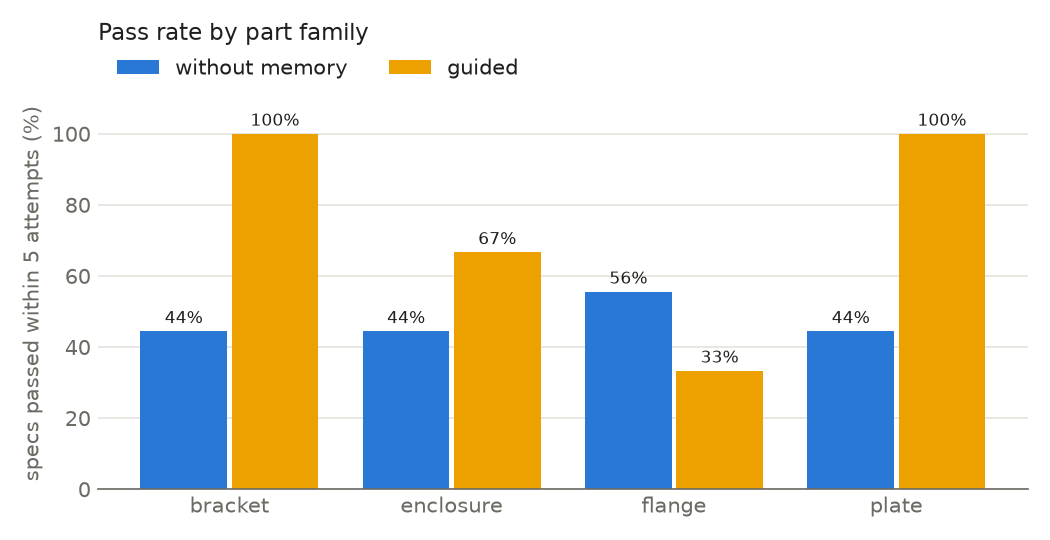 Pass rate by part family
without memory guided
specs passed within 5 attempts (%)
100
80
60
40
20
0
44% 100%
44% 67%
56% 33%
44% 100%
bracket enclosure flange plate